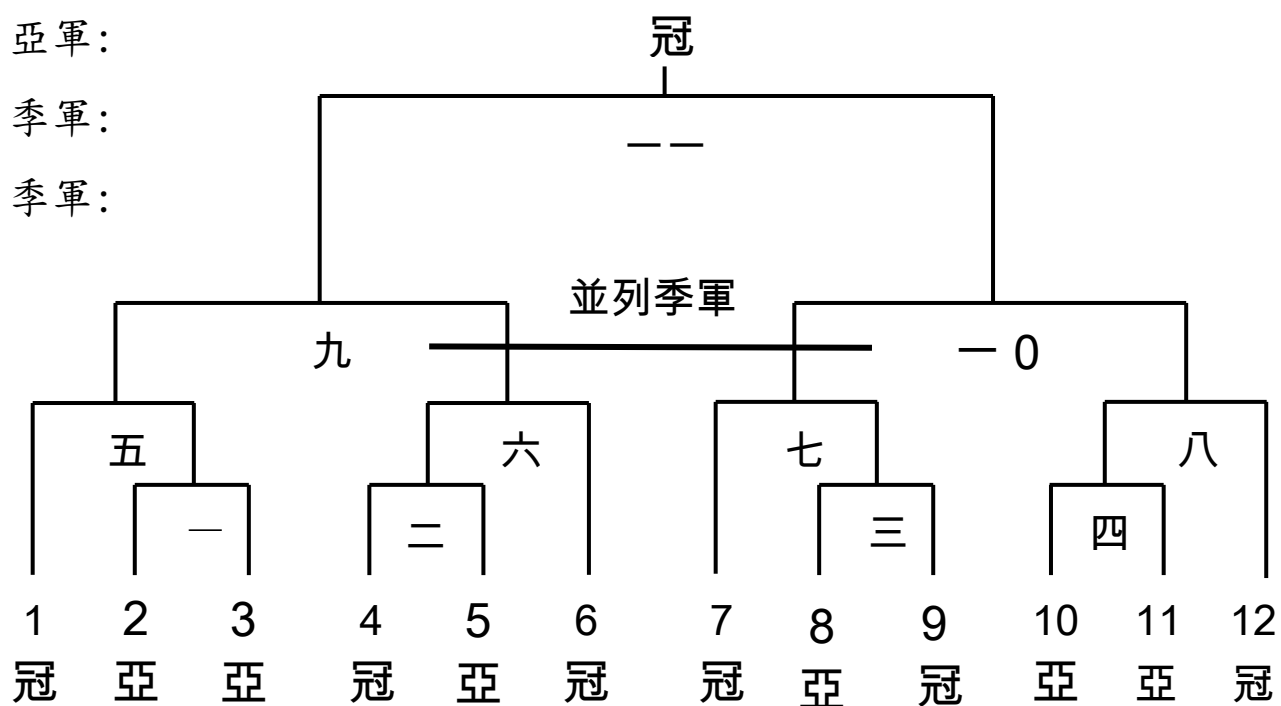 亞軍:
冠
季軍:
一一
季軍:
並列季軍
九
一0
五
六
七
八
一
二
三
四
1 2 3 4 5 6 7 8 9 10 11 12
冠 亞 亞 冠 亞 冠 冠 亞 冠 亞 亞 冠